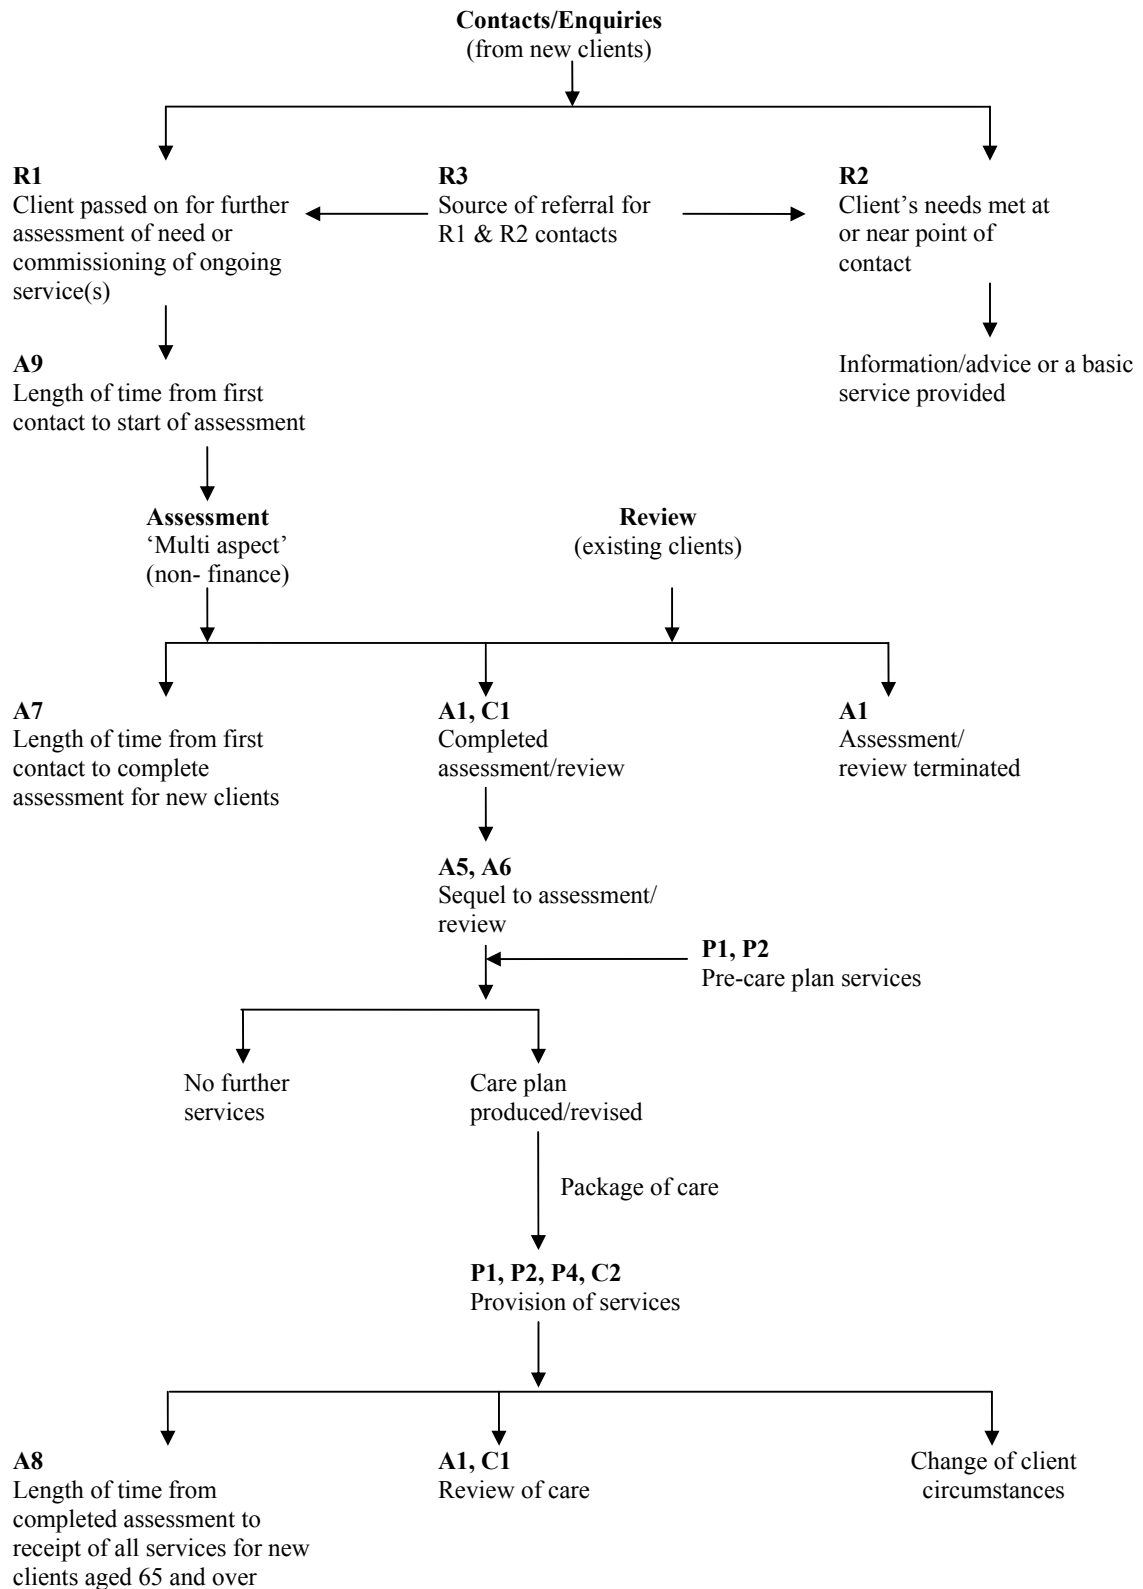 Contacts/Enquiries
(from new clients)
R1
Client passed on for further
assessment of need or
commissioning of ongoing
service(s)
R3
Source of referral for
R1 & R2 contacts
R2
Client’s needs met at
or near point of
contact
A9
Length of time from first
contact to start of assessment
Information/advice or a basic
service provided
Assessment
‘Multi aspect’
(non- finance)
Review
(existing clients)
A7
Length of time from first
contact to complete
assessment for new clients
A1, C1
Completed
assessment/review
A1
Assessment/
review terminated
A5, A6
Sequel to assessment/
review
P1, P2
Pre-care plan services
No further
services
Care plan
produced/revised
Package of care
P1, P2, P4, C2
Provision of services
A8
Length of time from
completed assessment to
receipt of all services for new
clients aged 65 and over
A1, C1
Review of care
Change of client
circumstances